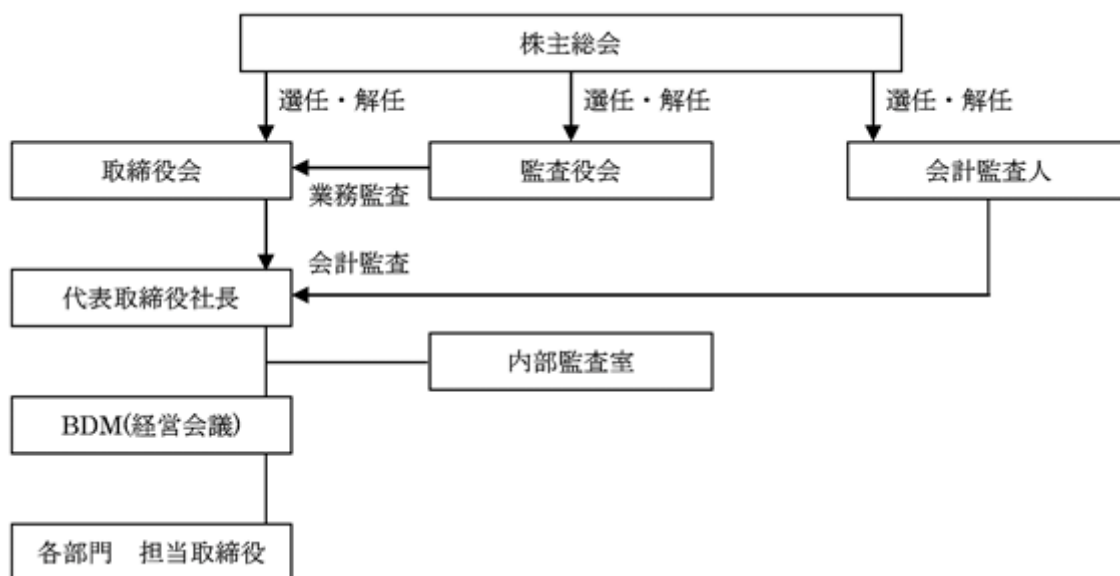 株主総会
選任・解任
選任・解任
選任・解任
取締役会
監査役会
会計監査人
業務監査
会計監査
代表取締役社長
内部監査室
BDM(経営会議)
各部門　担当取締役